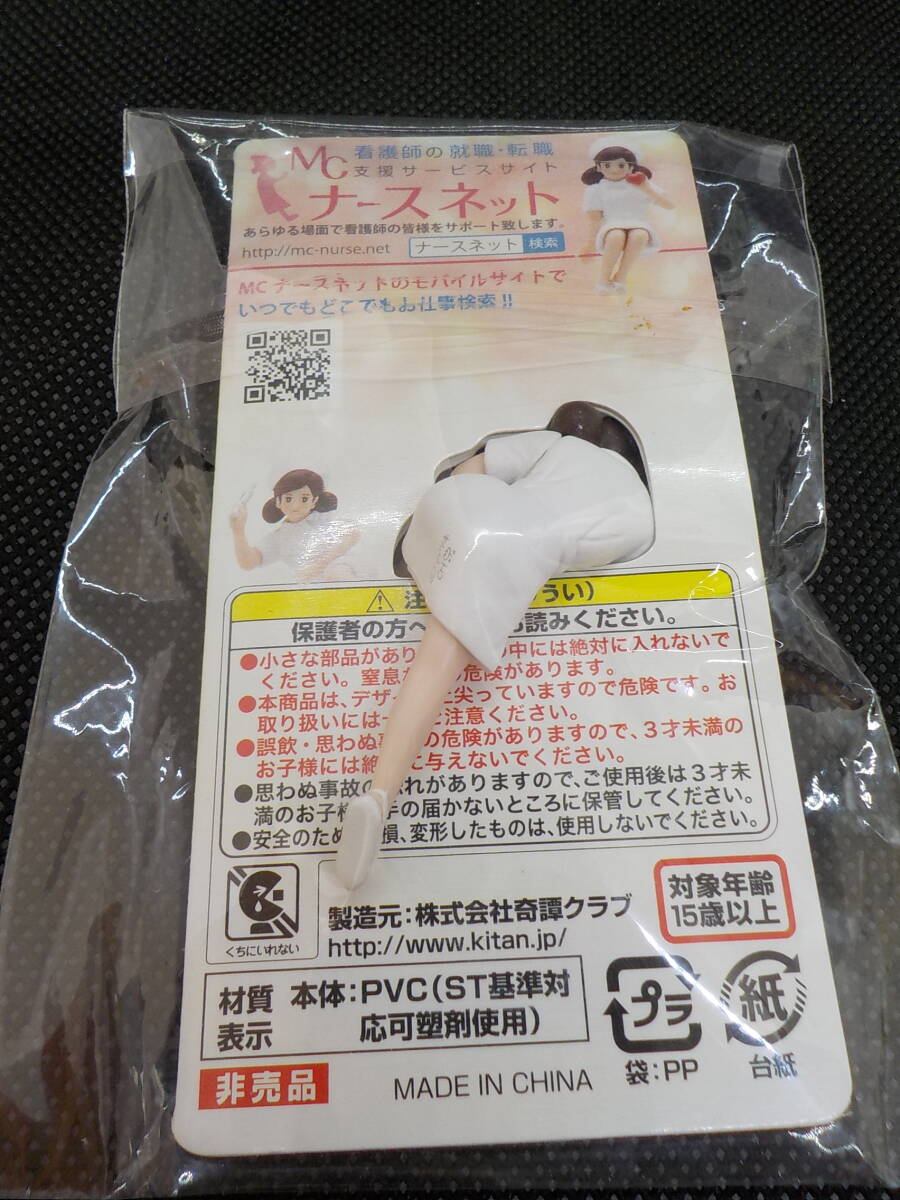 看護師の就職・転職
MC 支援サービスサイト
ナースネット
あらゆる場面で看護師の皆様をサポート致します。
http://mc-nurse.net ナースネット 検索
MCナースネットのモバイルサイトで
いつでもどこでもお仕事検索!!
注 うい)
保護者の方へ 読みください。
●小さな部品があり 中には絶対に入れないで
ください。窒息 危険があります。
●本商品は、デザ 尖っていますので危険です。お
取り扱いには 注意ください。
●誤飲・思わぬ の危険がありますので、3才未満の
お子様には絶 に与えないでください。
●思わぬ事故の れがありますので、ご使用後は3才未
満のお子様 手の届かないところに保管してください。
●安全のため 損、変形したものは、使用しないでください。
くちにいれない
製造元:株式会社奇譚クラブ
http://www.kitan.jp/
対象年齢
15歳以上
材質
表示
本体:PVC(ST基準対
応可塑剤使用)
プラ
袋:PP
紙
台紙
非売品
MADE IN CHINA